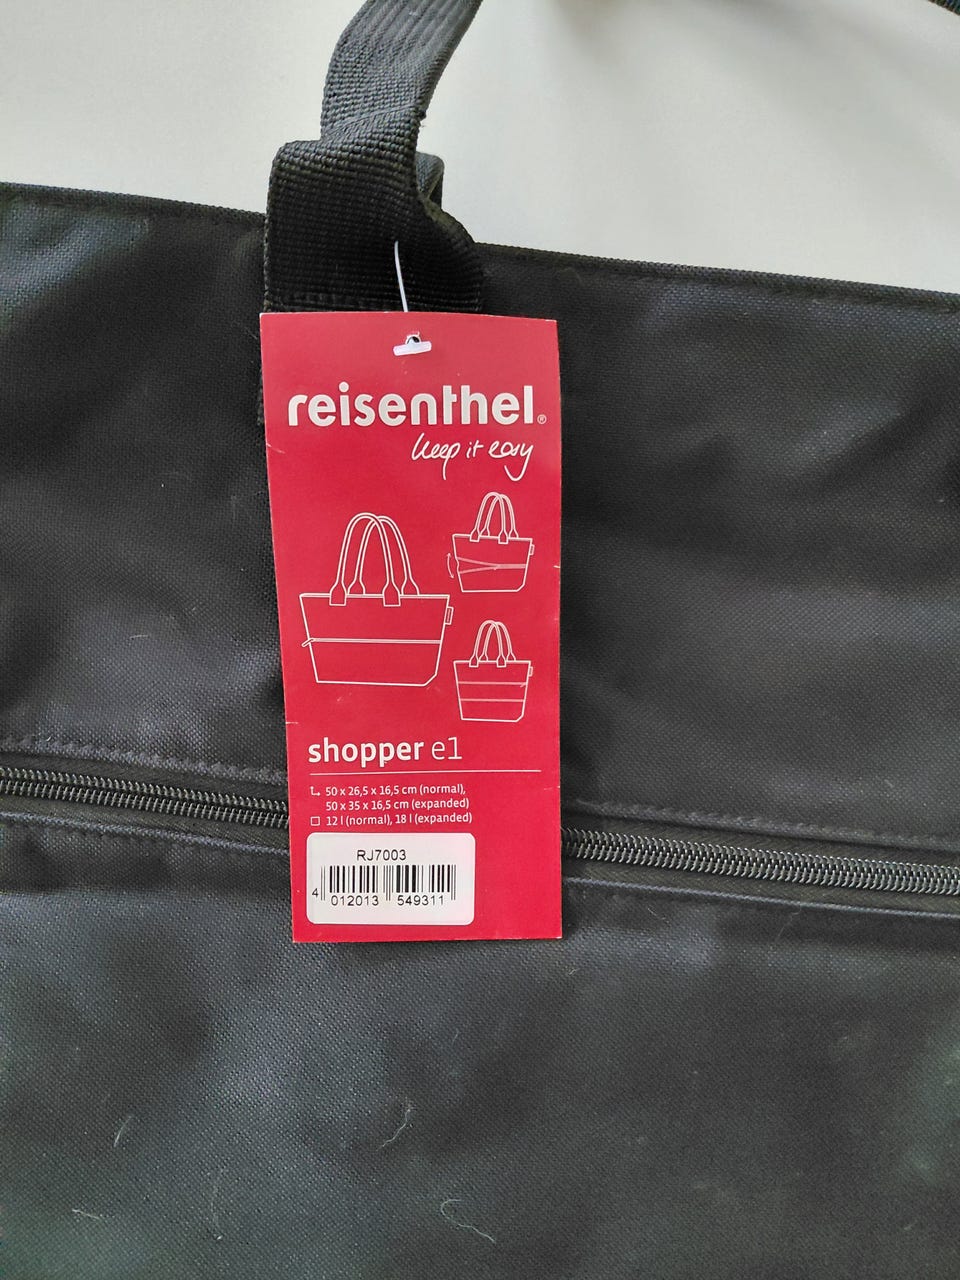 reisenthel®
keep it easy
shopper e1
50 x 26,5 x 16,5 cm (normal),
50 x 35 x 16,5 cm (expanded)
12 l (normal), 18 l (expanded)
RJ7003
4 012013 549311